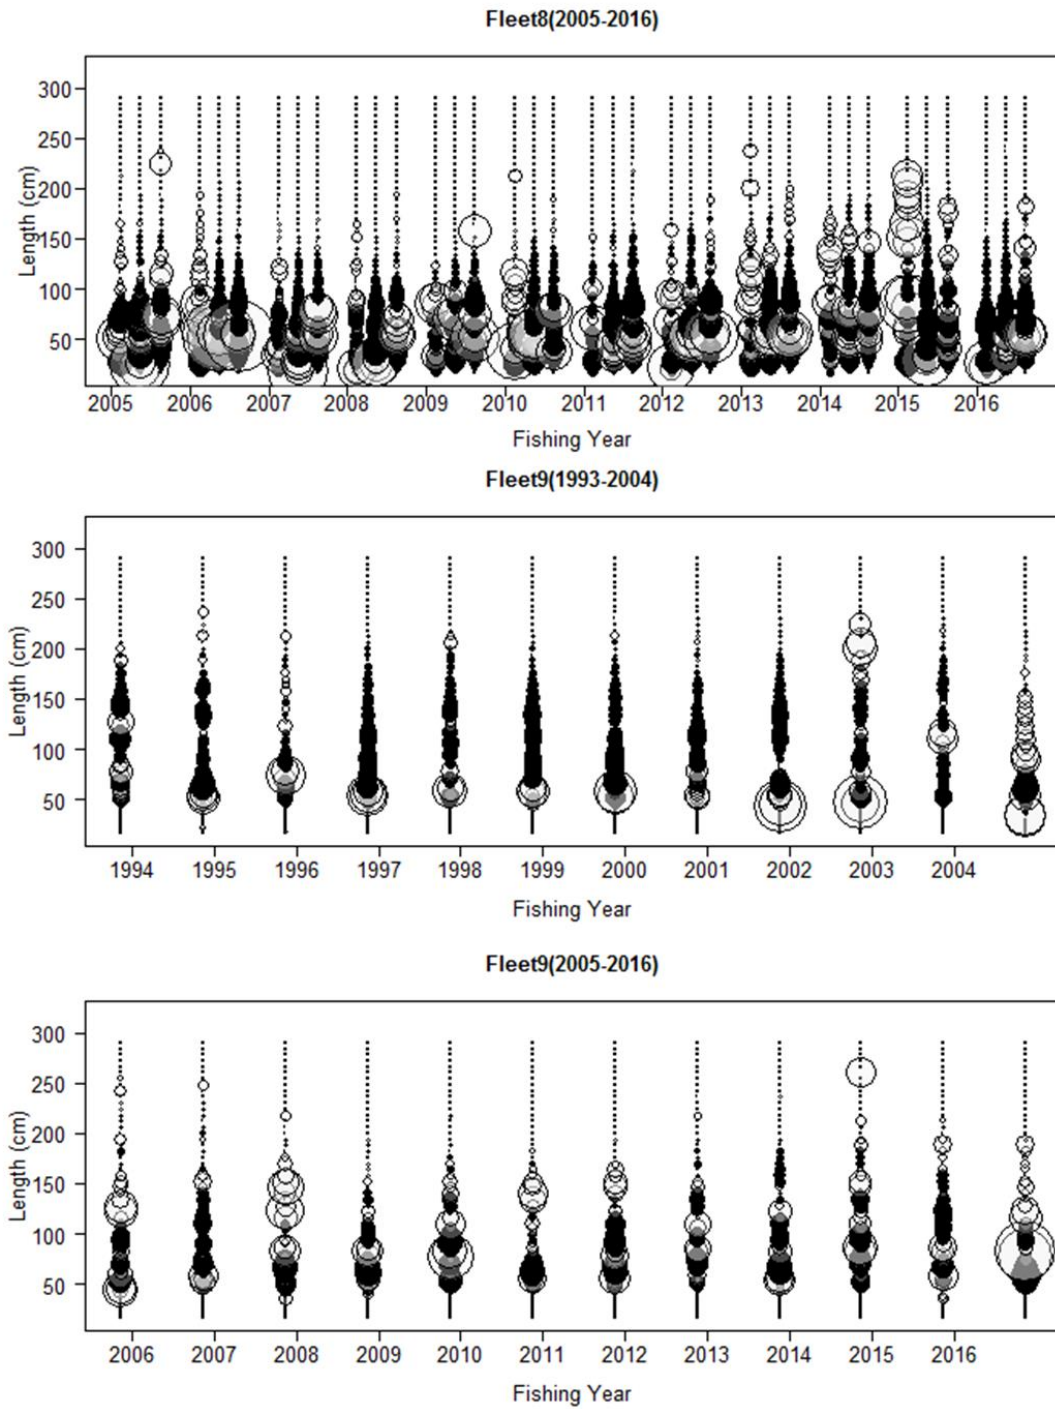 Fleet8(2005-2016)
300
250
200
150
100
50
Length (cm)
2005 2006 2007 2008 2009 2010 2011 2012 2013 2014 2015 2016
Fishing Year
Fleet9(1993-2004)
300
250
200
150
100
50
Length (cm)
1994 1995 1996 1997 1998 1999 2000 2001 2002 2003 2004
Fishing Year
Fleet9(2005-2016)
300
250
200
150
100
50
Length (cm)
2006 2007 2008 2009 2010 2011 2012 2013 2014 2015 2016
Fishing Year